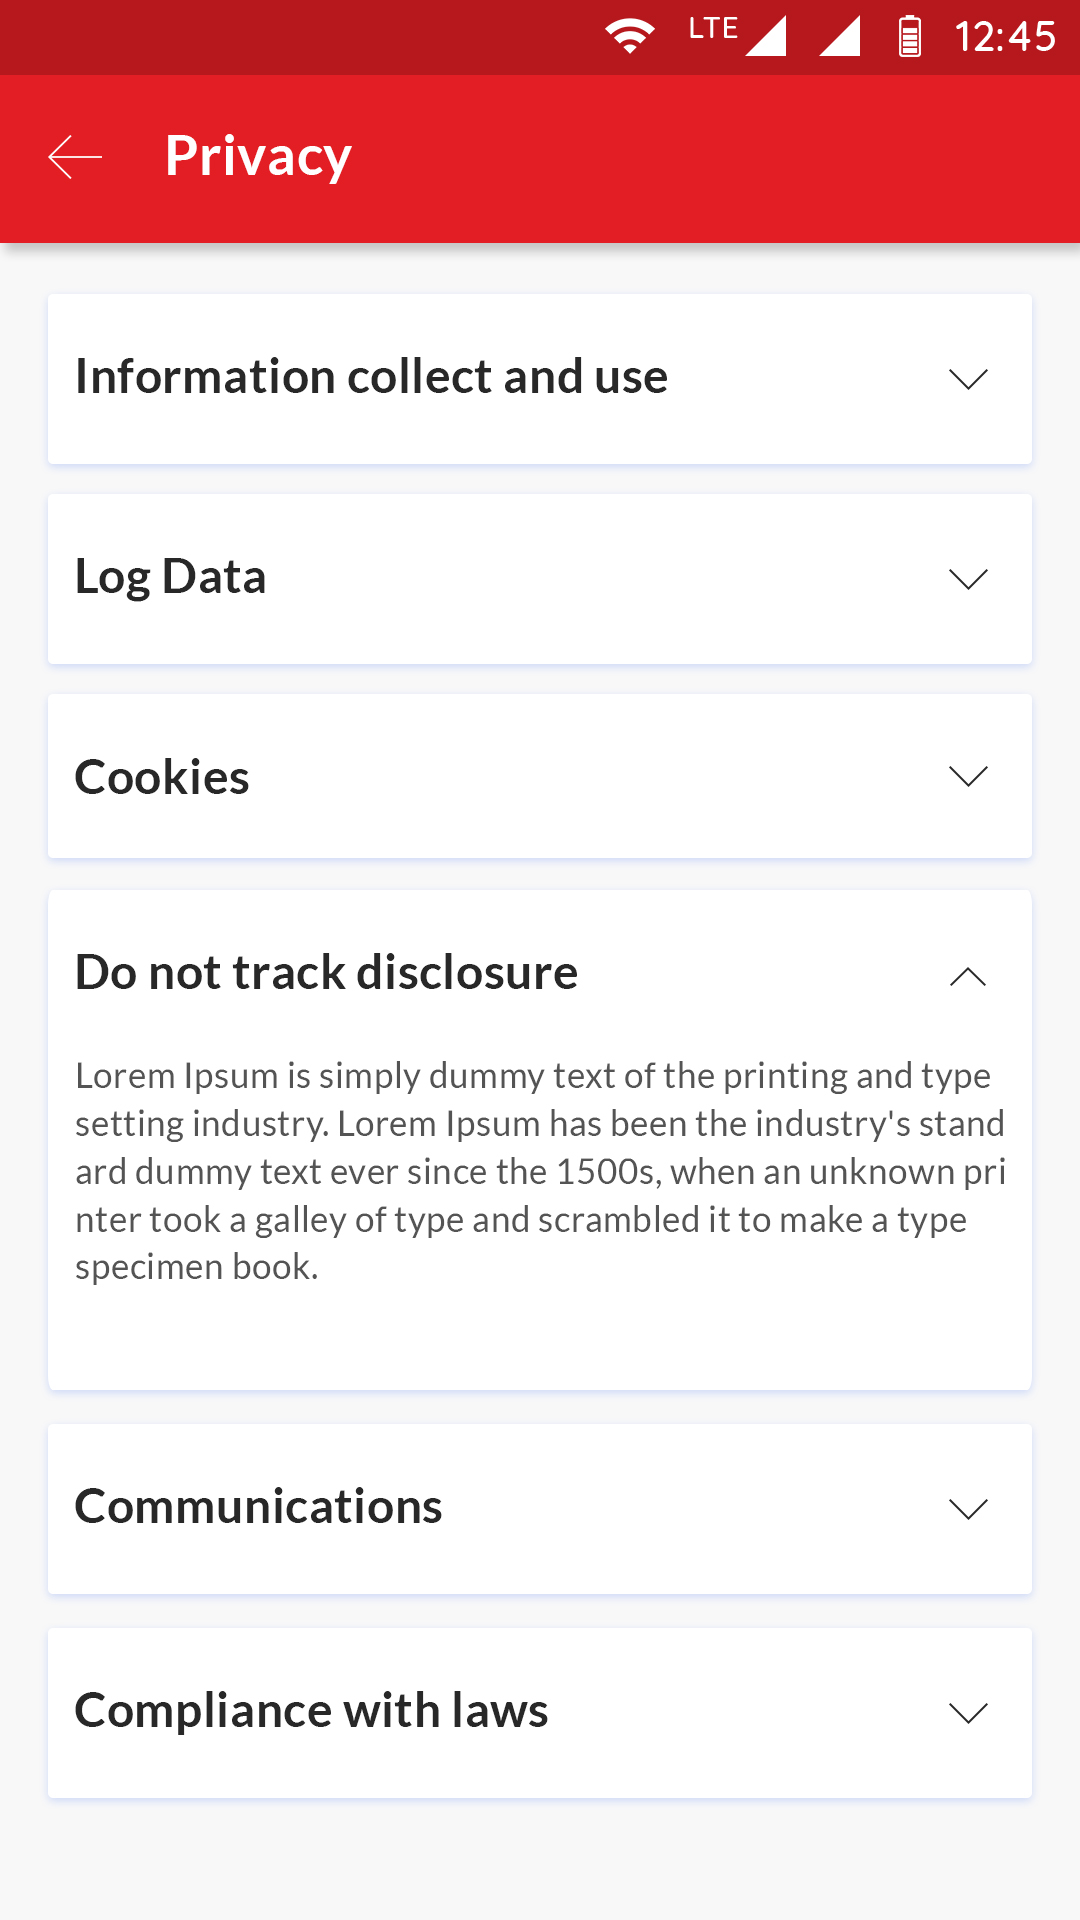 LTE 12:45
Privacy
Information collect and use
Log Data
Cookies
Do not track disclosure
Lorem Ipsum is simply dummy text of the printing and type
setting industry. Lorem Ipsum has been the industry's stand
ard dummy text ever since the 1500s, when an unknown pri
nter took a galley of type and scrambled it to make a type
specimen book.
Communications
Compliance with laws